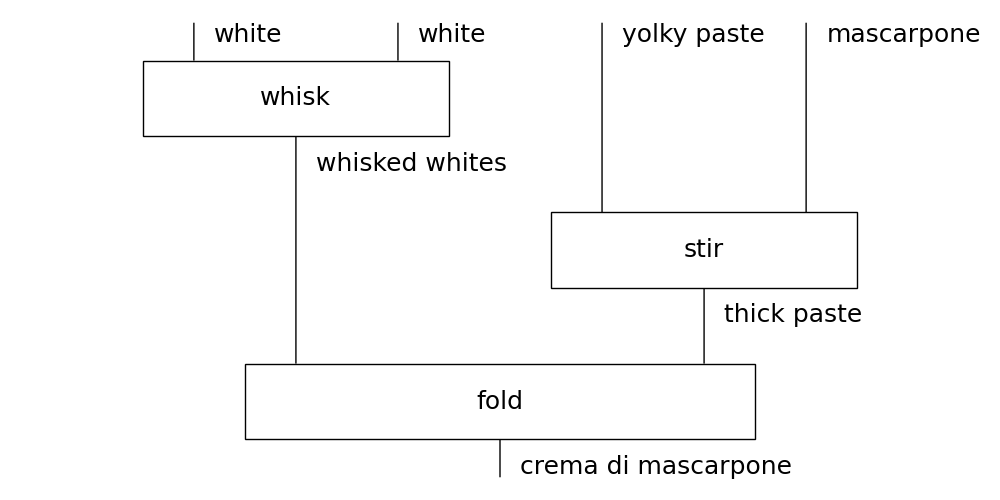 white
white
yolky paste
mascarpone
whisk
whisked whites
stir
thick paste
fold
crema di mascarpone